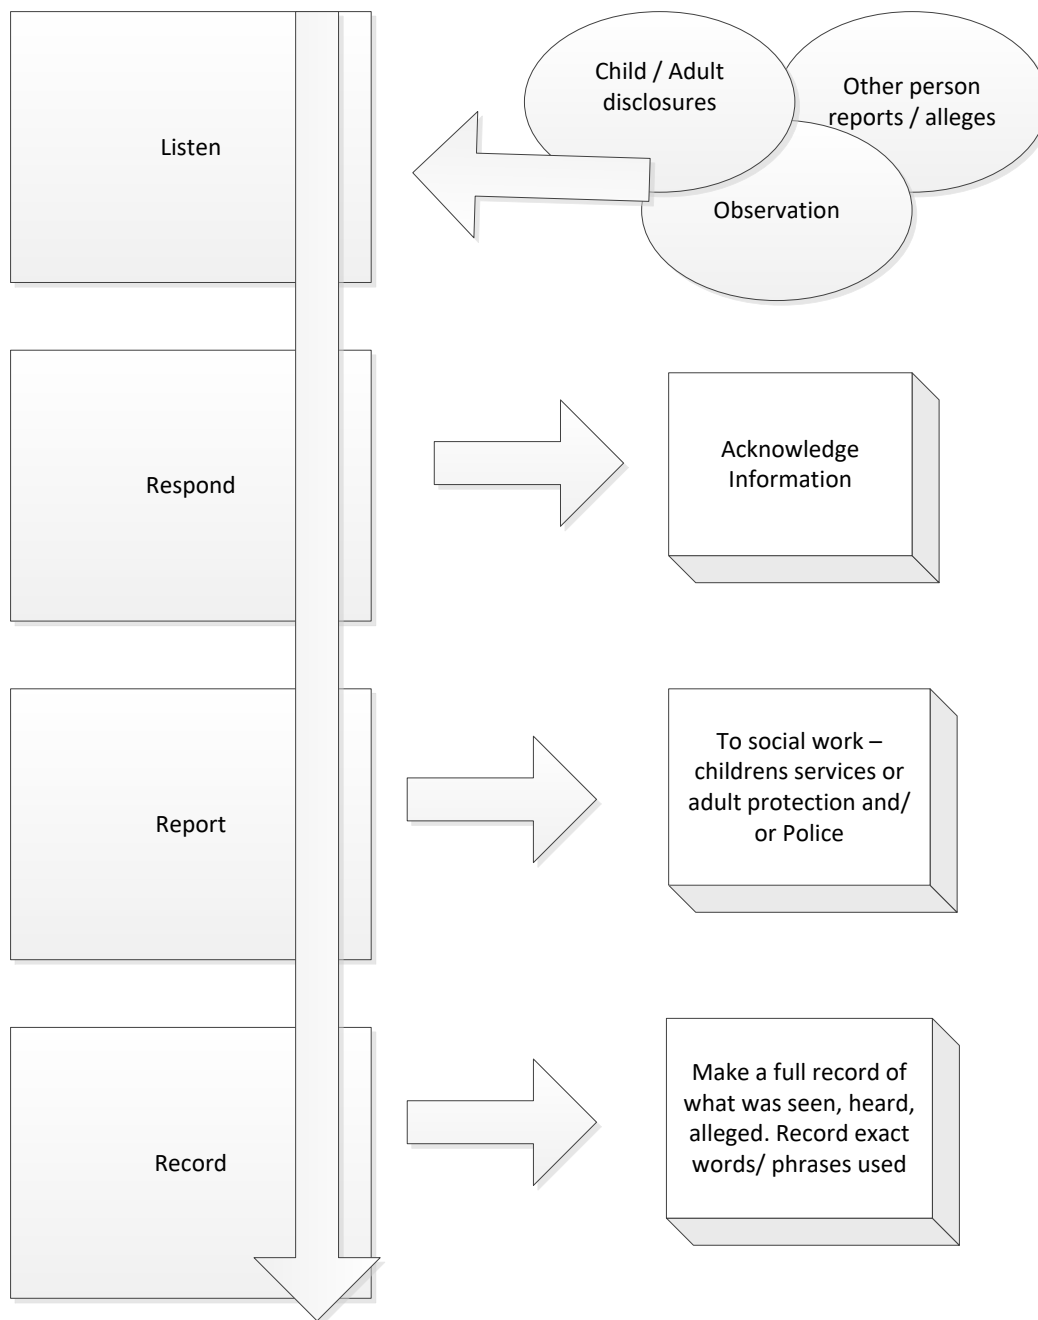 Listen
Child / Adult
disclosures
Other person
reports / alleges
Observation
Respond
Acknowledge
Information
Report
To social work –
childrens services or
adult protection and/
or Police
Record
Make a full record of
what was seen, heard,
alleged. Record exact
words/ phrases used